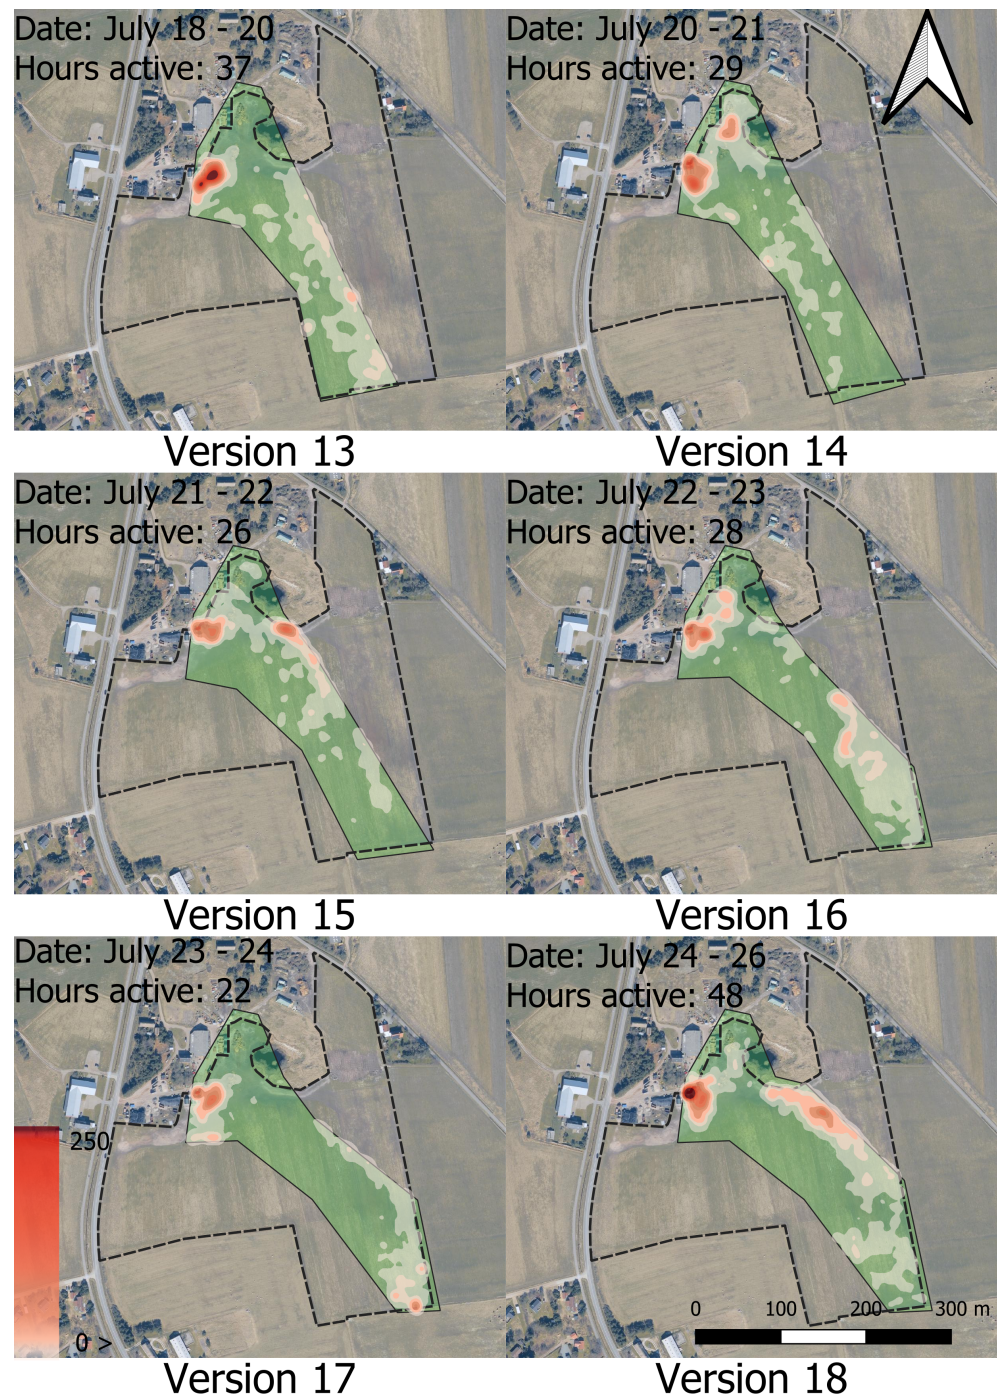 Date: July 18 - 20
Hours active: 37
Version 13
Date: July 20 - 21
Hours active: 29
Version 14
Date: July 21 - 22
Hours active: 26
Version 15
Date: July 22 - 23
Hours active: 28
Version 16
Date: July 23 - 24
Hours active: 22
250
0 >
Version 17
Date: July 24 - 26
Hours active: 48
0 100 200 300 m
Version 18